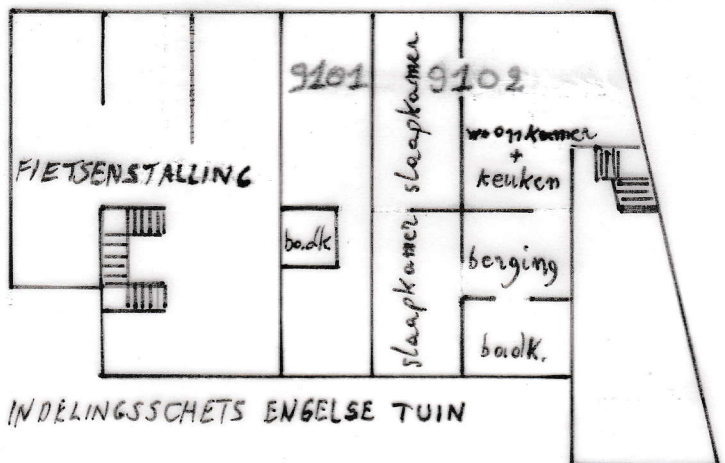 9101 9102
slaapkamer
woonkamer
+
keuken
FIETSENSTALLING
badk
slaapkamer
berging
badk.
INDELINGSSCHETS ENGELSE TUIN